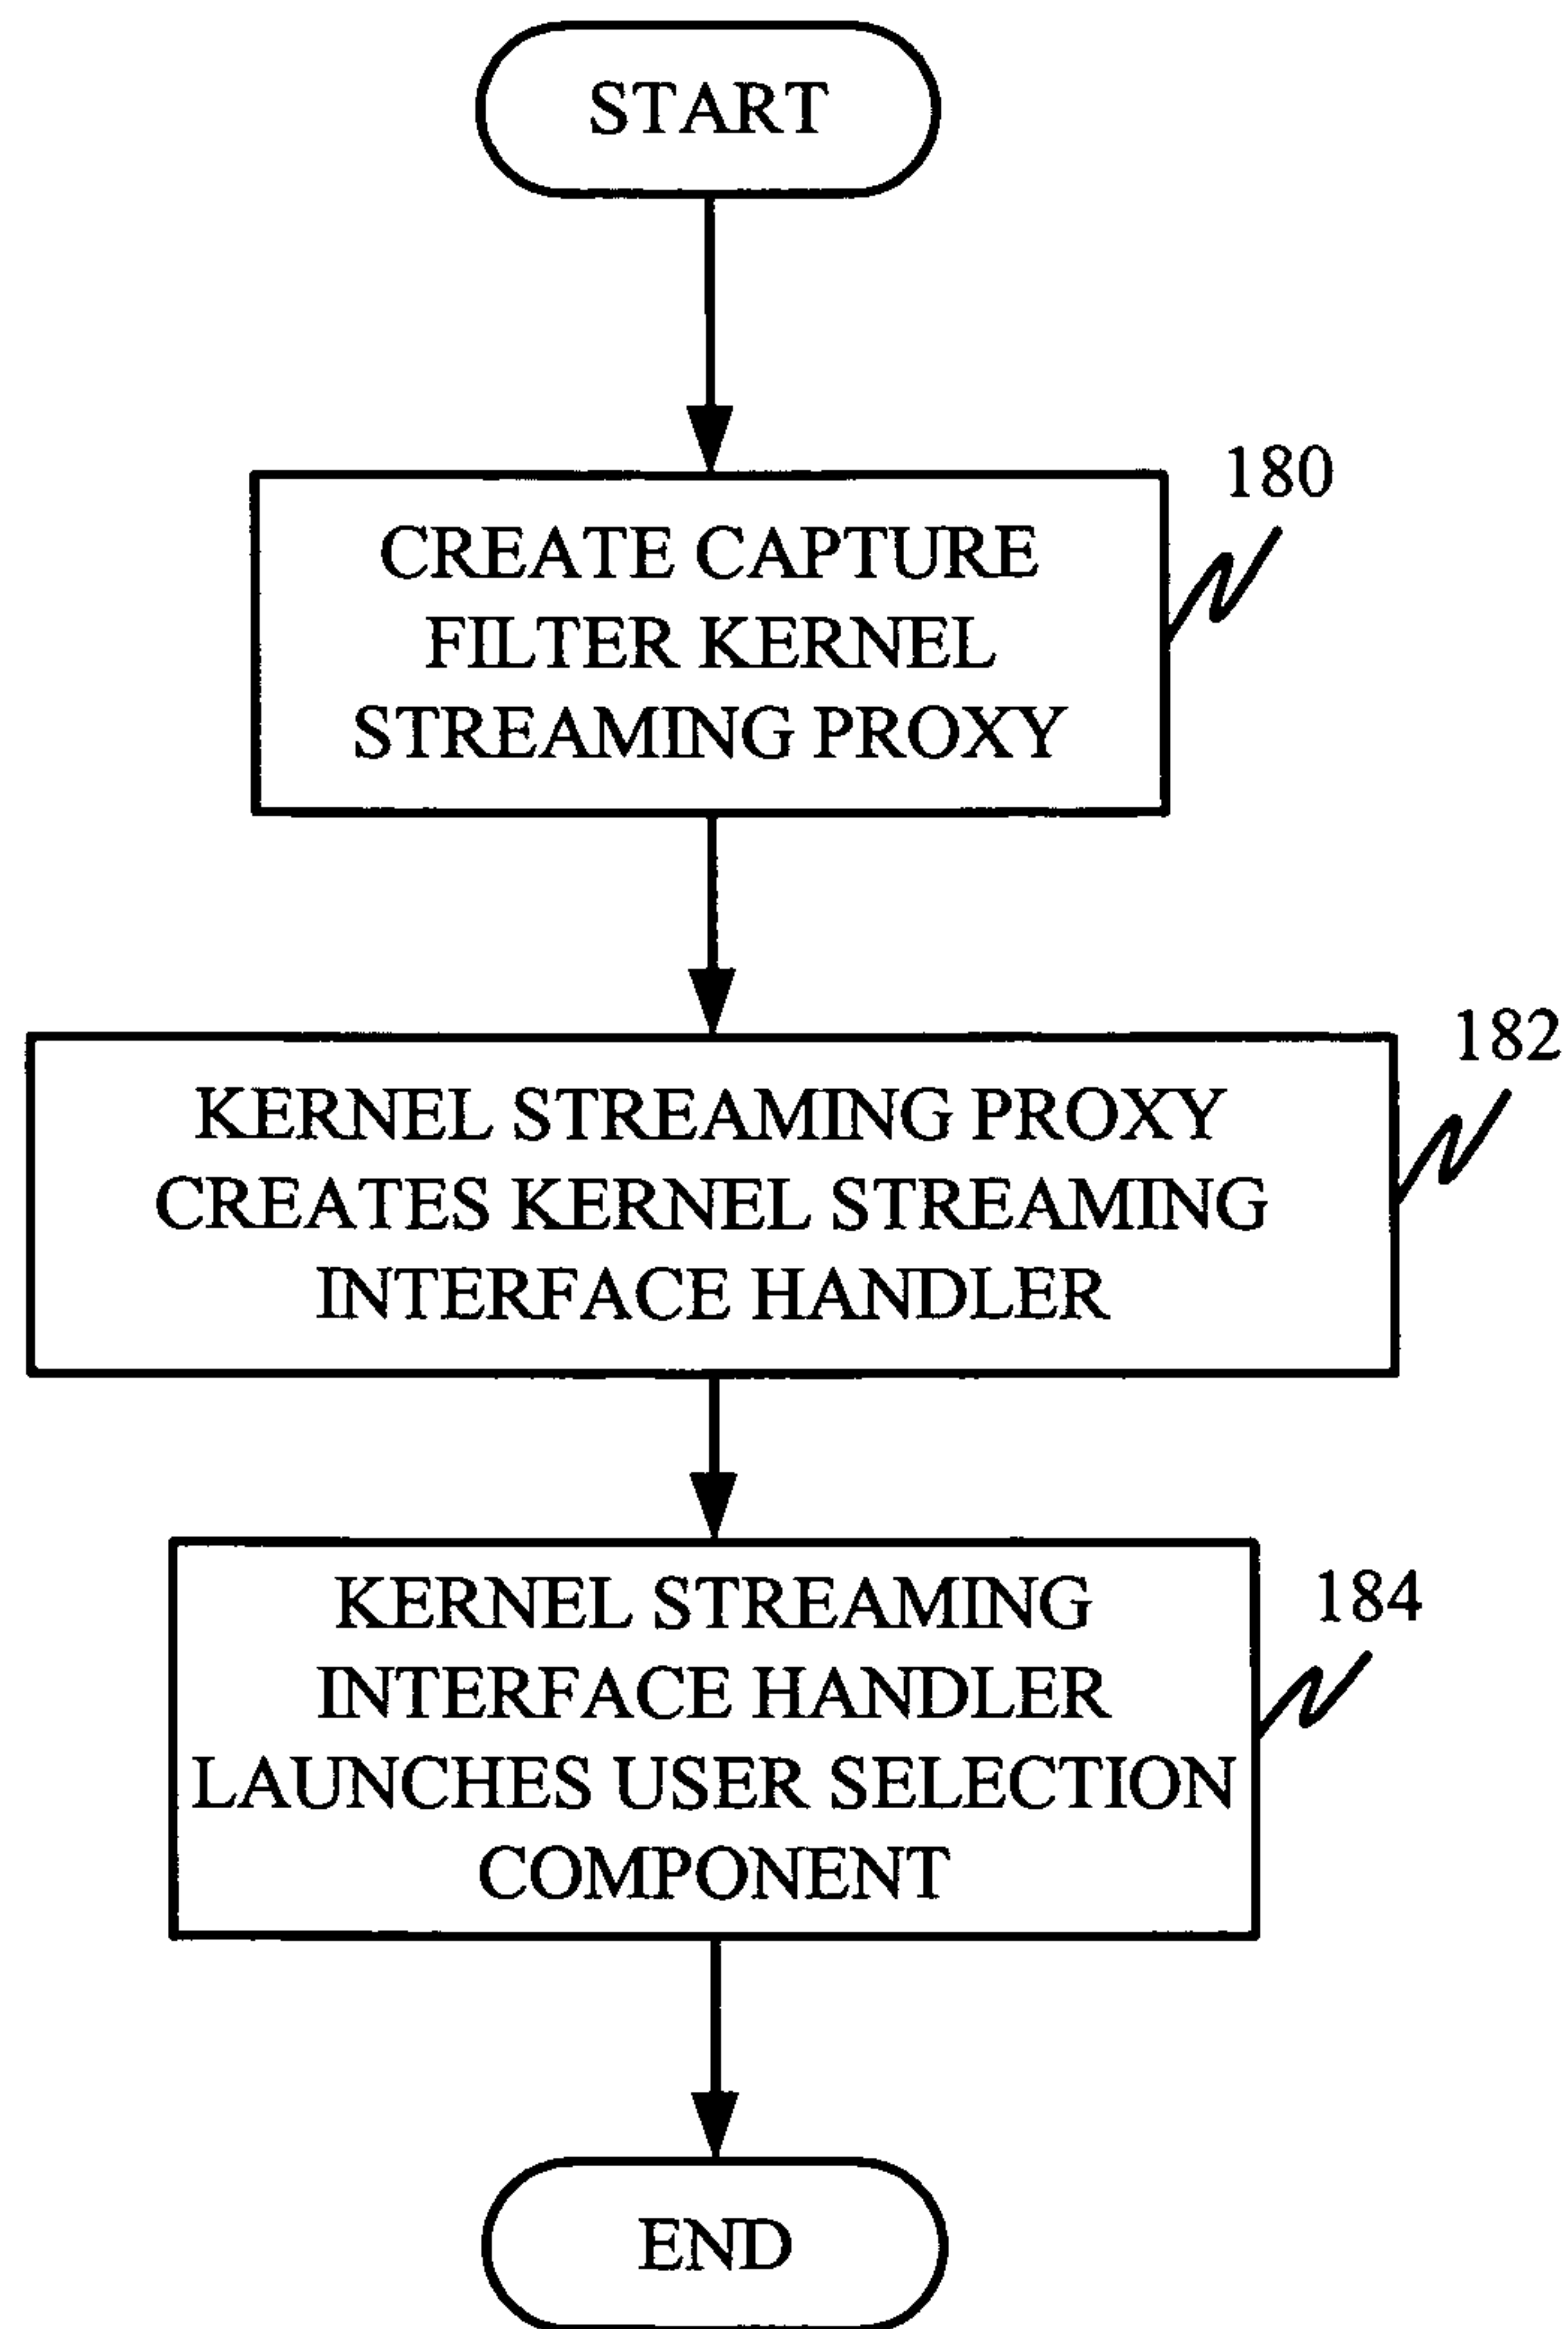 START
180
CREATE CAPTURE
FILTER KERNEL
STREAMING PROXY
182
KERNEL STREAMING PROXY
CREATES KERNEL STREAMING
INTERFACE HANDLER
184
KERNEL STREAMING
INTERFACE HANDLER
LAUNCHES USER SELECTION
COMPONENT
END